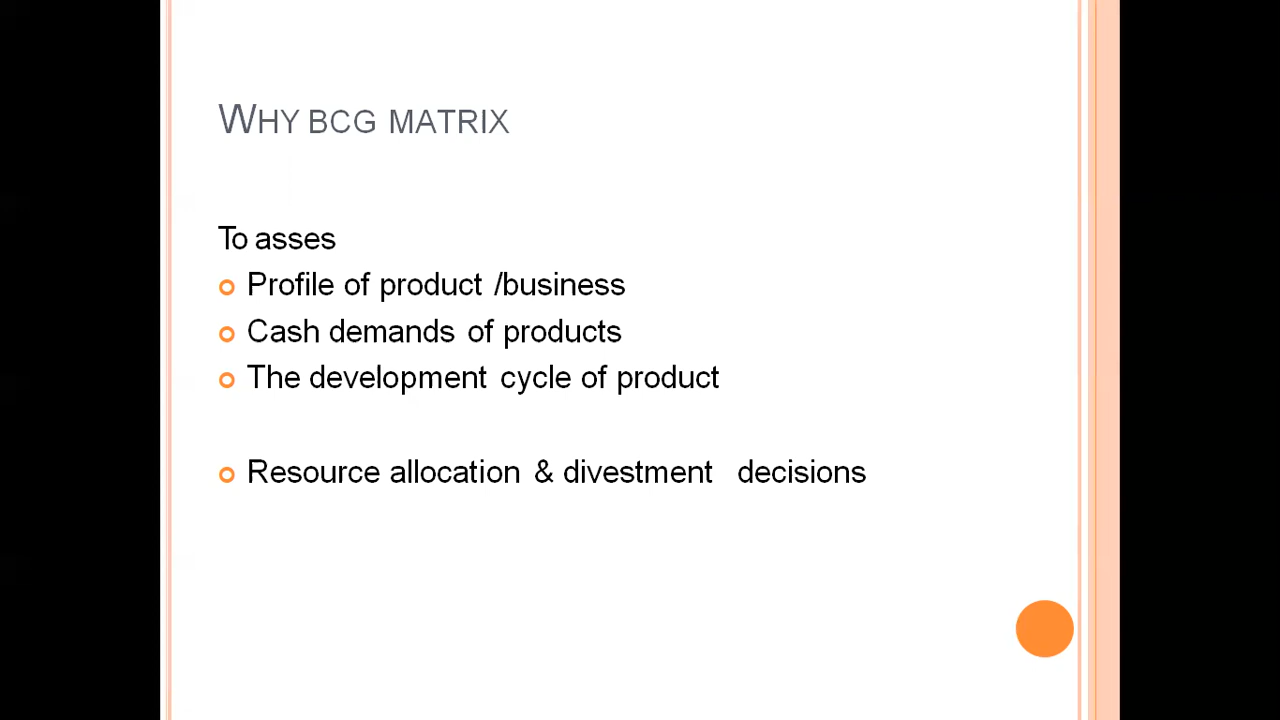 WHY BCG MATRIX
To asses
Profile of product /business
Cash demands of products
The development cycle of product
Resource allocation & divestment decisions